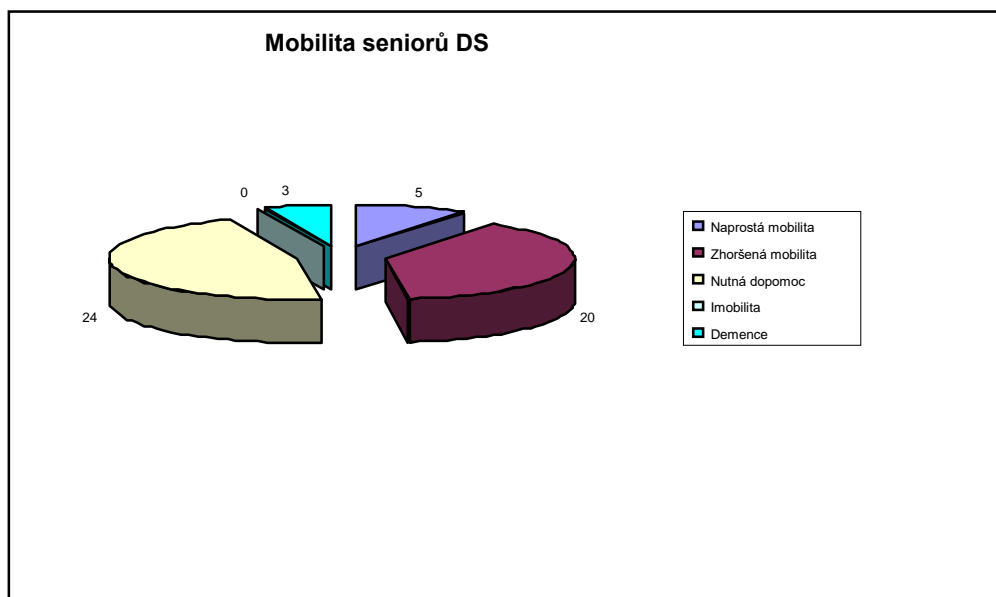 Mobilita seniorů DS
0
3
5
24
20
Naprostá mobilita
Zhoršená mobilita
Nutná dopomoc
Imobilita
Demence